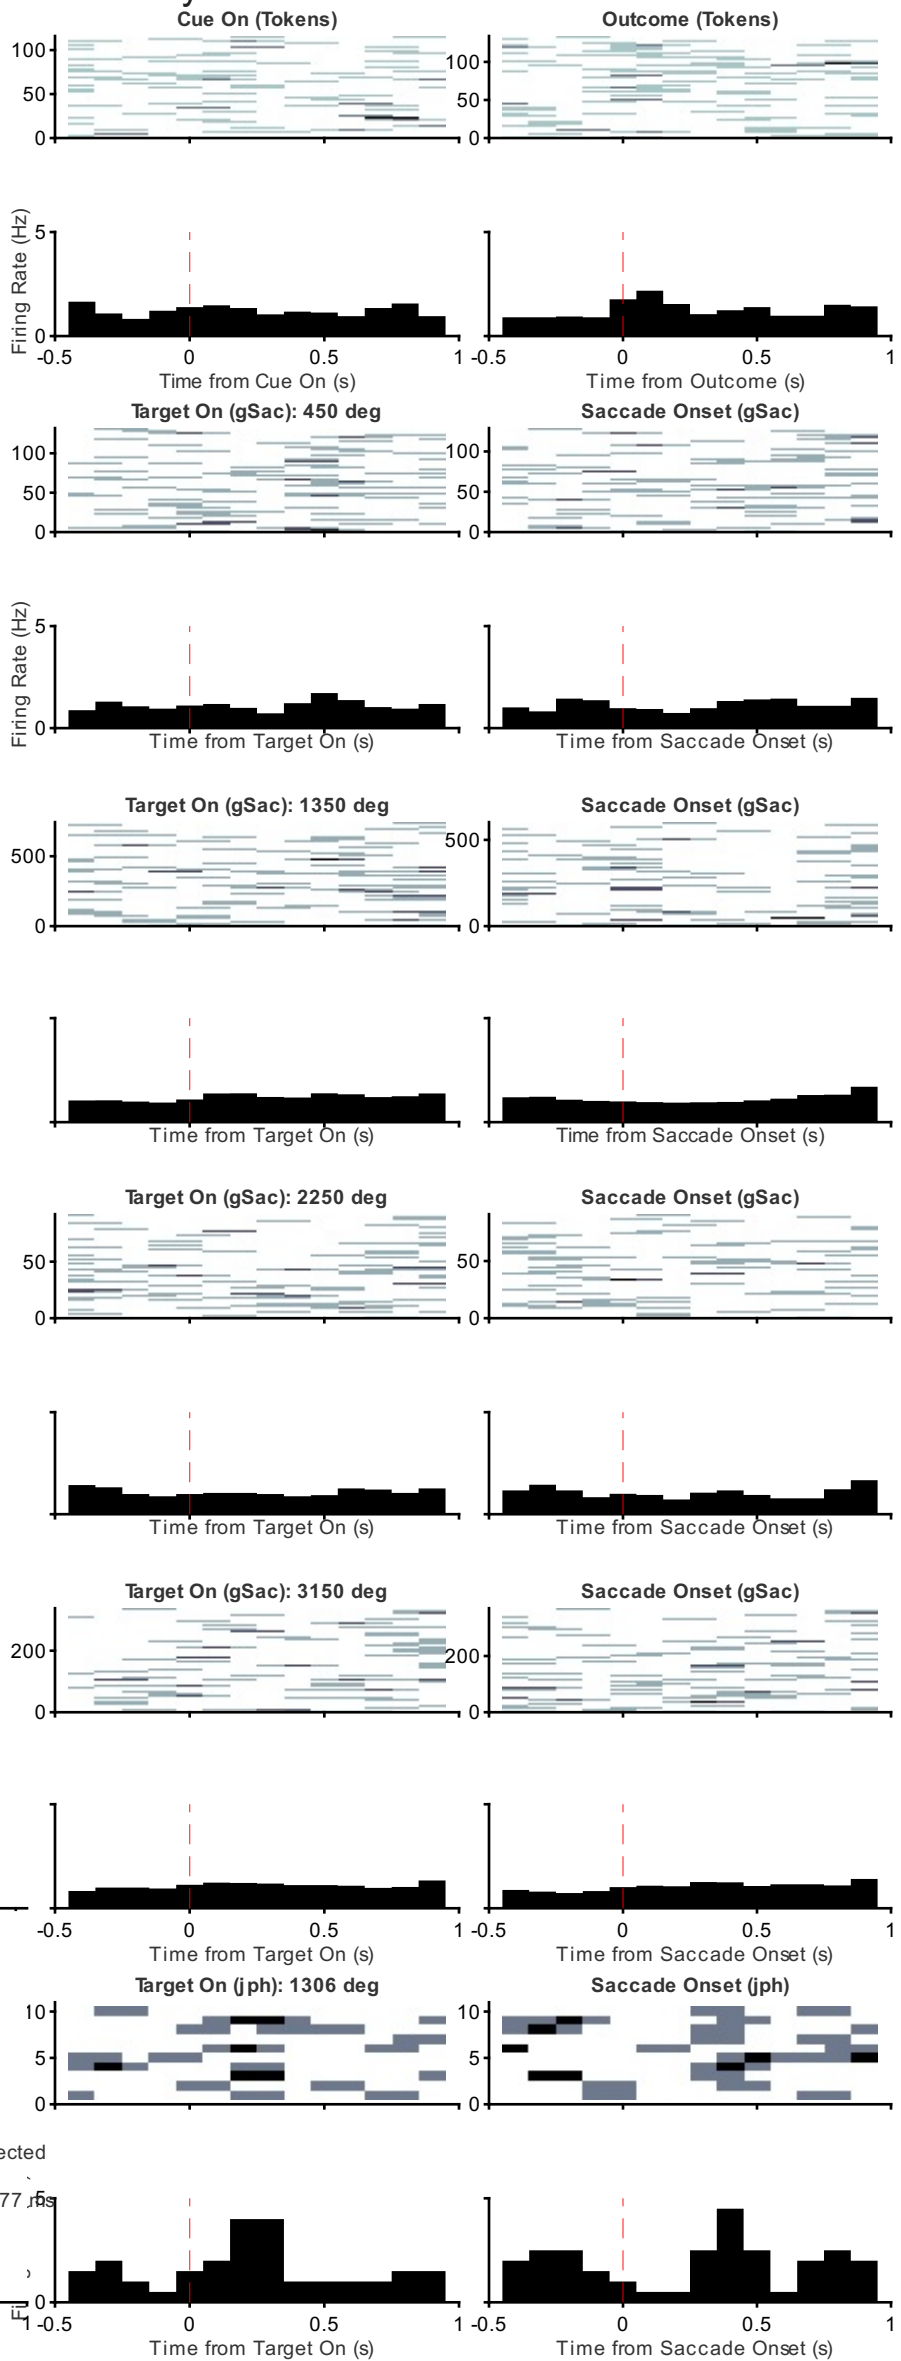 y
Cue On (Tokens) Outcome (Tokens)
100 100
50 50
0 0
Firing Rate (Hz)
5
0
-0.5 0 0.5 1 -0.5 0 0.5 1
Time from Cue On (s) Time from Outcome (s)
Target On (gSac): 450 deg Saccade Onset (gSac)
100 100
50 50
0 0
Firing Rate (Hz)
5
0
Time from Target On (s) Time from Saccade Onset (s)
Target On (gSac): 1350 deg Saccade Onset (gSac)
500 500
0 0
Time from Target On (s) Time from Saccade Onset (s)
Target On (gSac): 2250 deg Saccade Onset (gSac)
50 50
0 0
Time from Target On (s) Time from Saccade Onset (s)
Target On (gSac): 3150 deg Saccade Onset (gSac)
200 200
0 0
-0.5 0 0.5 1 -0.5 0 0.5 1
Time from Target On (s) Time from Saccade Onset (s)
Target On (jph): 1306 deg Saccade Onset (jph)
10 10
5 5
0 0
ected
77 ms
5
0
Fi
1 -0.5 0 0.5 1 -0.5 0 0.5 1
Time from Target On (s) Time from Saccade Onset (s)